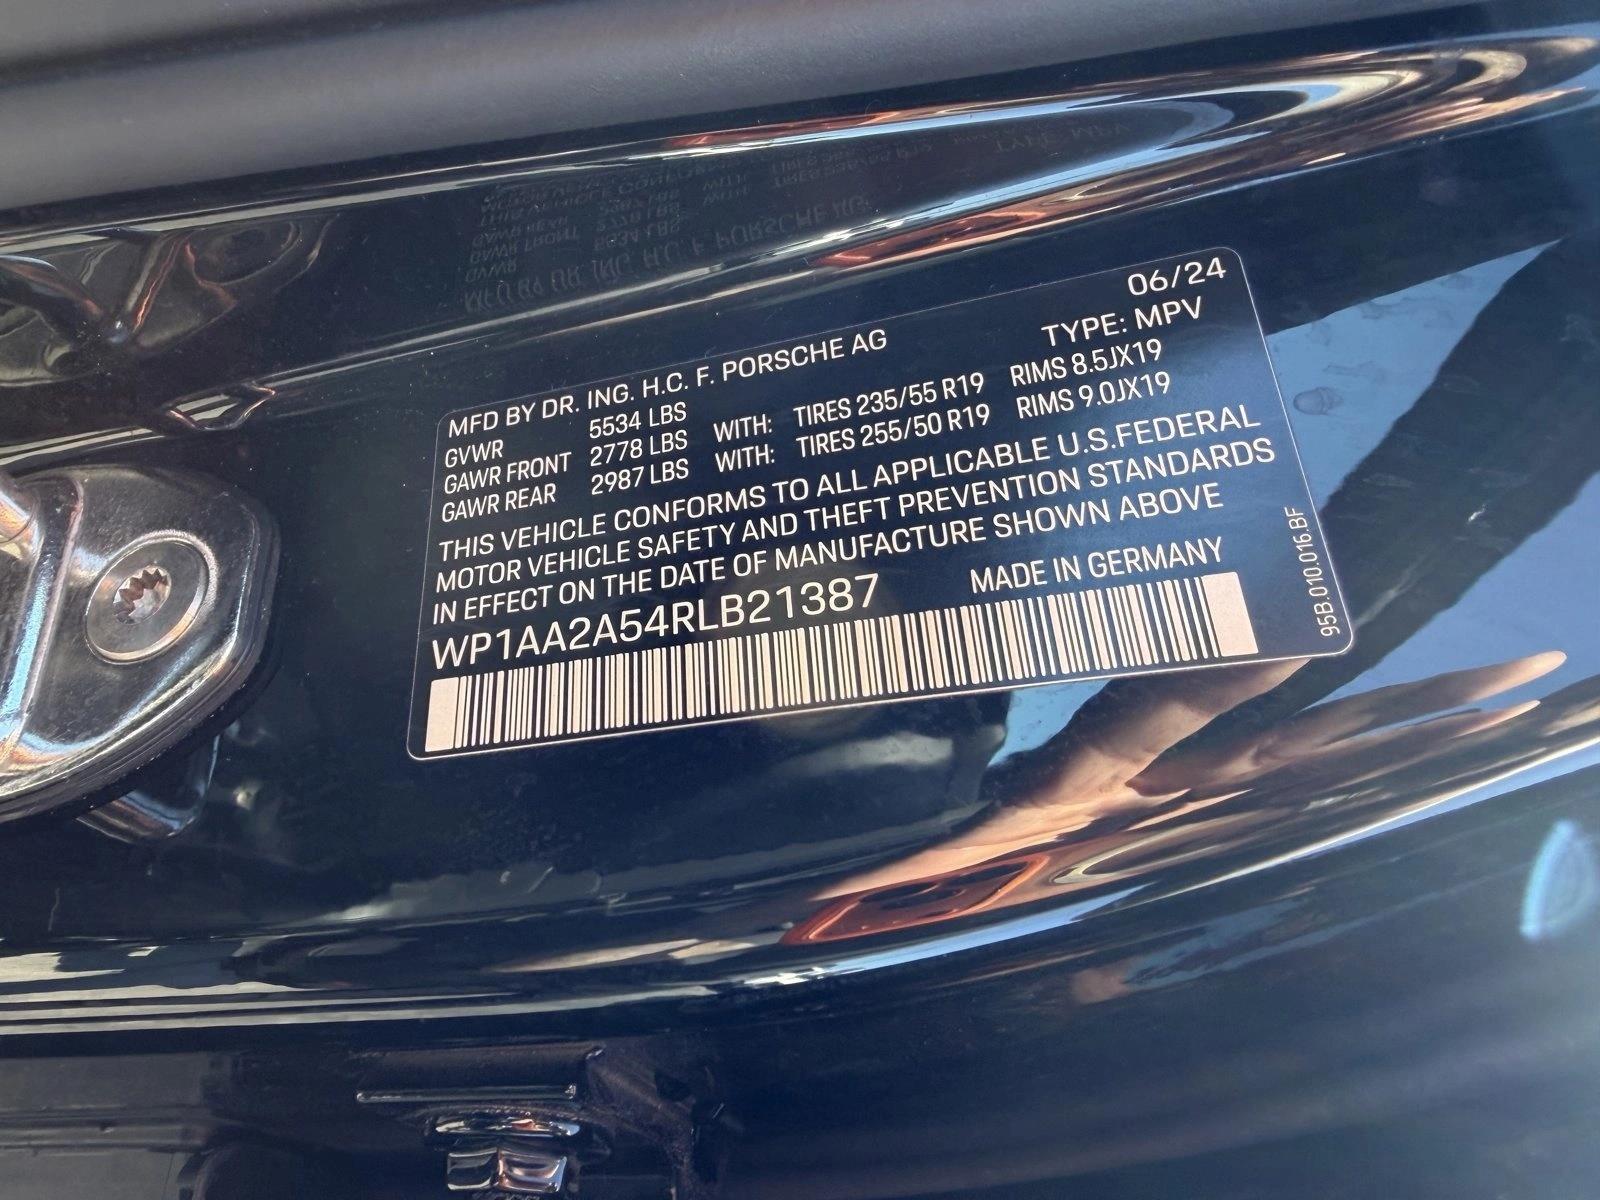 06/24
MFD BY DR. ING. H.C. F. PORSCHE AG TYPE: MPV
GVWR 5534 LBS
GAWR FRONT 2778 LBS WITH: TIRES 235/55 R19 RIMS 8.5JX19
GAWR REAR 2987 LBS WITH: TIRES 255/50 R19 RIMS 9.0JX19
THIS VEHICLE CONFORMS TO ALL APPLICABLE U.S.FEDERAL
MOTOR VEHICLE SAFETY AND THEFT PREVENTION STANDARDS
IN EFFECT ON THE DATE OF MANUFACTURE SHOWN ABOVE
WP1AA2A54RLB21387 MADE IN GERMANY
95B.010.016.BF